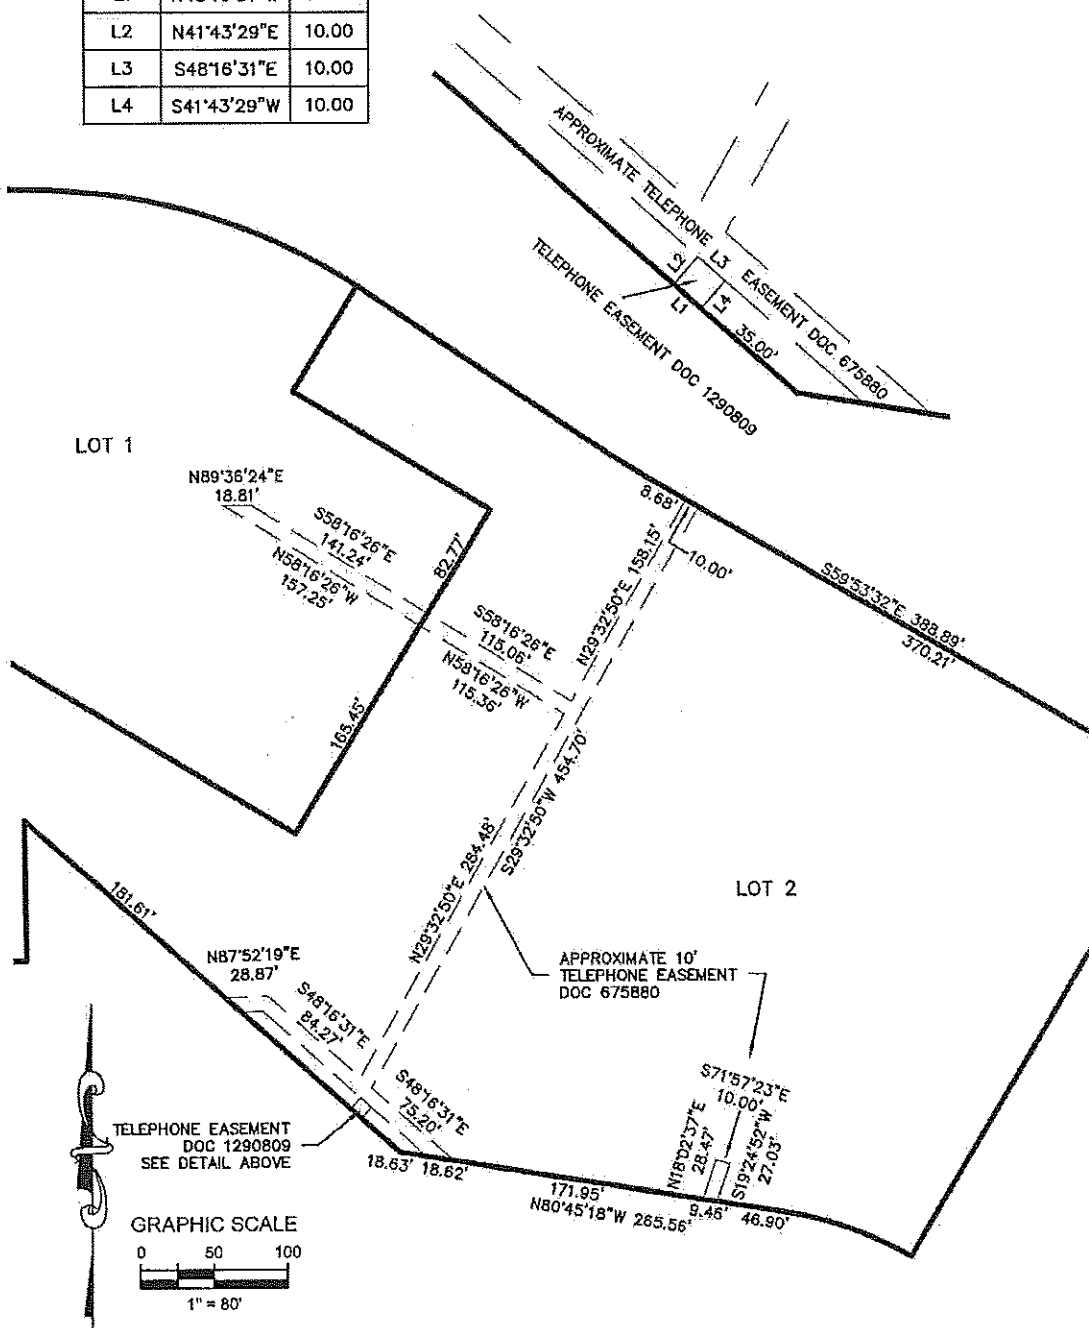 L2 N41°43'29"E 10.00
L3 S48°16'31"E 10.00
L4 S41°43'29"W 10.00
APPROXIMATE TELEPHONE EASEMENT DOC 675880
L2
L3
L1
L4
35.00'
TELEPHONE EASEMENT DOC 1290809
LOT 1
N89°36'24"E
18.81'
S58°16'26"E
141.24'
N58°16'26"W
157.25'
82.77'
165.45'
8.68'
10.00'
N29°32'50"E 158.15'
S58°16'26"E
115.06'
N58°16'26"W
115.36'
S59°53'32"E 388.89'
370.21'
N29°32'50"E 284.48'
S29°32'50"W 454.70'
LOT 2
181.61'
N87°52'19"E
28.87'
S48°16'31"E
84.27'
S48°16'31"E
75.20'
APPROXIMATE 10'
TELEPHONE EASEMENT
DOC 675880
TELEPHONE EASEMENT
DOC 1290809
SEE DETAIL ABOVE
18.63' 18.62'
171.95'
N80°45'18"W 265.56'
S71°57'23"E
10.00'
N18°02'37"E
28.47'
S19°24'52"W
27.03'
9.46'
46.90'
GRAPHIC SCALE
0 50 100
1" = 80'